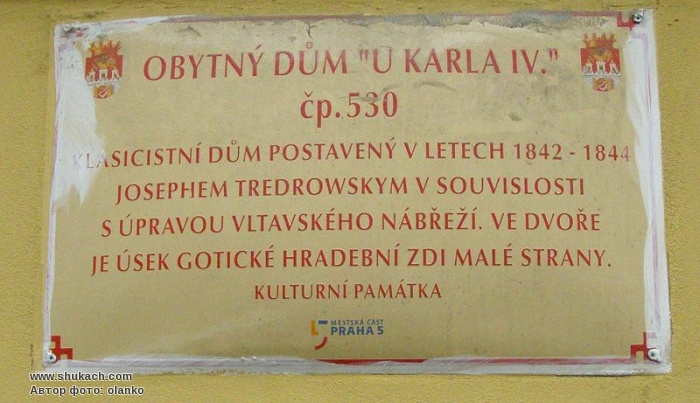 OBYTNÝ DŮM "U KARLA IV."
čp. 530
KLASICISTNÍ DŮM POSTAVENÝ V LETECH 1842 - 1844
JOSEPHEM TREDROWSKYM V SOUVISLOSTI
S ÚPRAVOU VLTAVSKÉHO NÁBŘEŽÍ. VE DVOŘE
JE ÚSEK GOTICKÉ HRADEBNÍ ZDI MALÉ STRANY.
KULTURNÍ PAMÁTKA
MĚSTSKÁ ČÁST
PRAHA 5
www.shukach.com
Автор фото: olanko